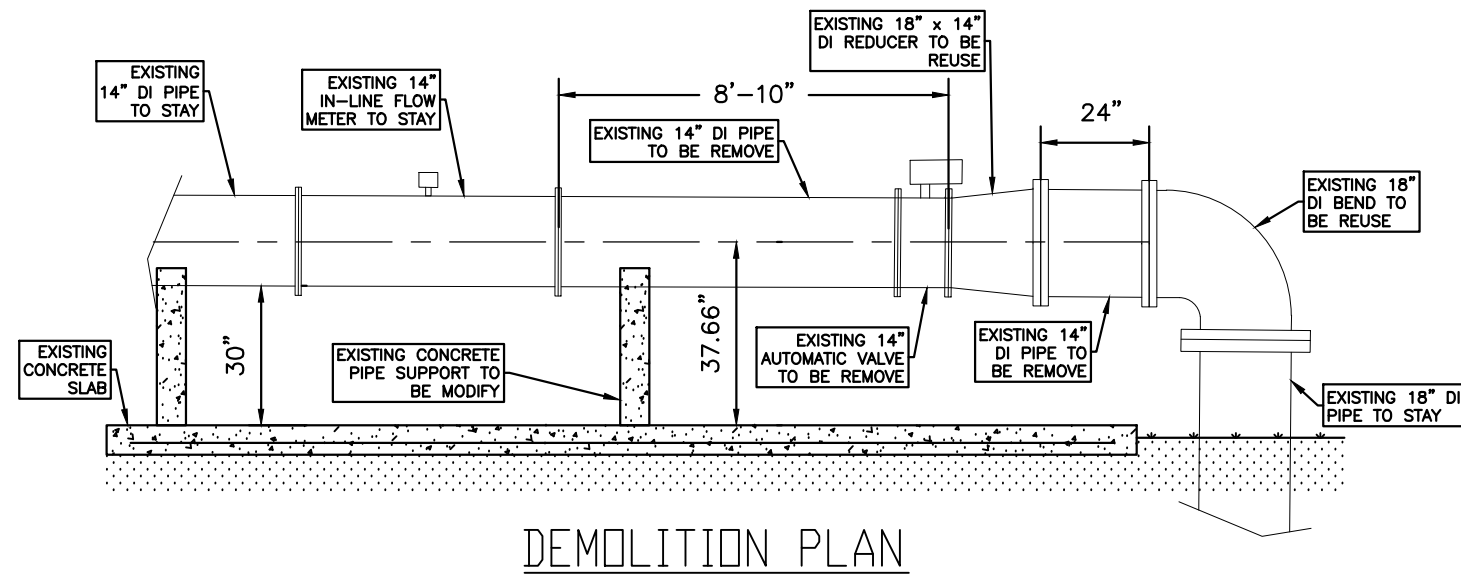 EXISTING 18" x 14"
DI REDUCER TO BE
REUSE
EXISTING
14" DI PIPE
TO STAY
EXISTING 14"
IN-LINE FLOW
METER TO STAY
8'-10"
EXISTING 14" DI PIPE
TO BE REMOVE
24"
EXISTING 18"
DI BEND TO
BE REUSE
EXISTING
CONCRETE
SLAB
30"
EXISTING CONCRETE
PIPE SUPPORT TO
BE MODIFY
37.66"
EXISTING 14"
AUTOMATIC VALVE
TO BE REMOVE
EXISTING 14"
DI PIPE TO
BE REMOVE
EXISTING 18" DI
PIPE TO STAY
DEMOLITION PLAN